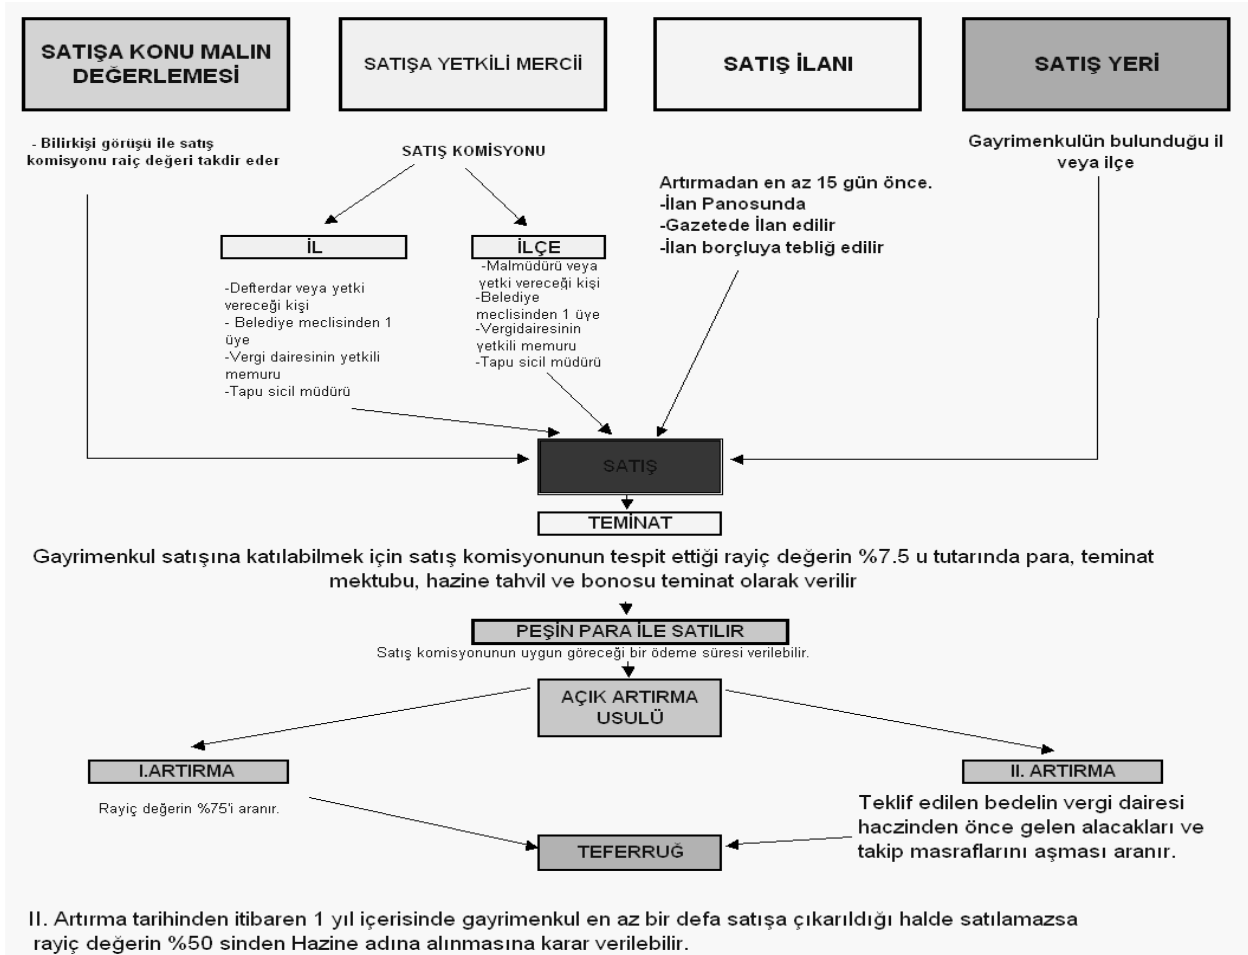 SATIŞA KONU MALIN
DEĞERLEMESİ
SATIŞA YETKİLİ MERCİİ
SATIŞ İLANI
SATIŞ YERİ
- Bilirkişi görüşü ile satış
komisyonu raiç değeri takdir eder
SATIŞ KOMİSYONU
Gayrimenkulün bulunduğu il
veya ilçe
Artırmadan en az 15 gün önce.
-İlan Panosunda
-Gazetede İlan edilir
-İlan borçluya tebliğ edilir
İL
-Defterdar veya yetki
vereceği kişi
- Belediye meclisinden 1
üye
-Vergi dairesinin yetkili
memuru
-Tapu sicil müdürü
İLÇE
-Malmüdürü veya
yetki vereceği kişi
-Belediye
meclisinden 1 üye
-Vergidairesinin
yetkili memuru
-Tapu sicil müdürü
SATIŞ
TEMİNAT
Gayrimenkul satışına katılabilmek için satış komisyonunun tespit ettiği rayiç değerin %7.5 u tutarında para, teminat
mektubu, hazine tahvil ve bonosu teminat olarak verilir
PEŞİN PARA İLE SATILIR
Satış komisyonunun uygun göreceği bir ödeme süresi verilebilir.
AÇIK ARTIRMA
USULÜ
I.ARTIRMA
Rayiç değerin %75'i aranır.
II. ARTIRMA
Teklif edilen bedelin vergi dairesi
haczinden önce gelen alacakları ve
takip masraflarını aşması aranır.
TEFERRUĞ
II. Artırma tarihinden itibaren 1 yıl içerisinde gayrimenkul en az bir defa satışa çıkarıldığı halde satılamazsa
rayiç değerin %50 sinden Hazine adına alınmasına karar verilebilir.